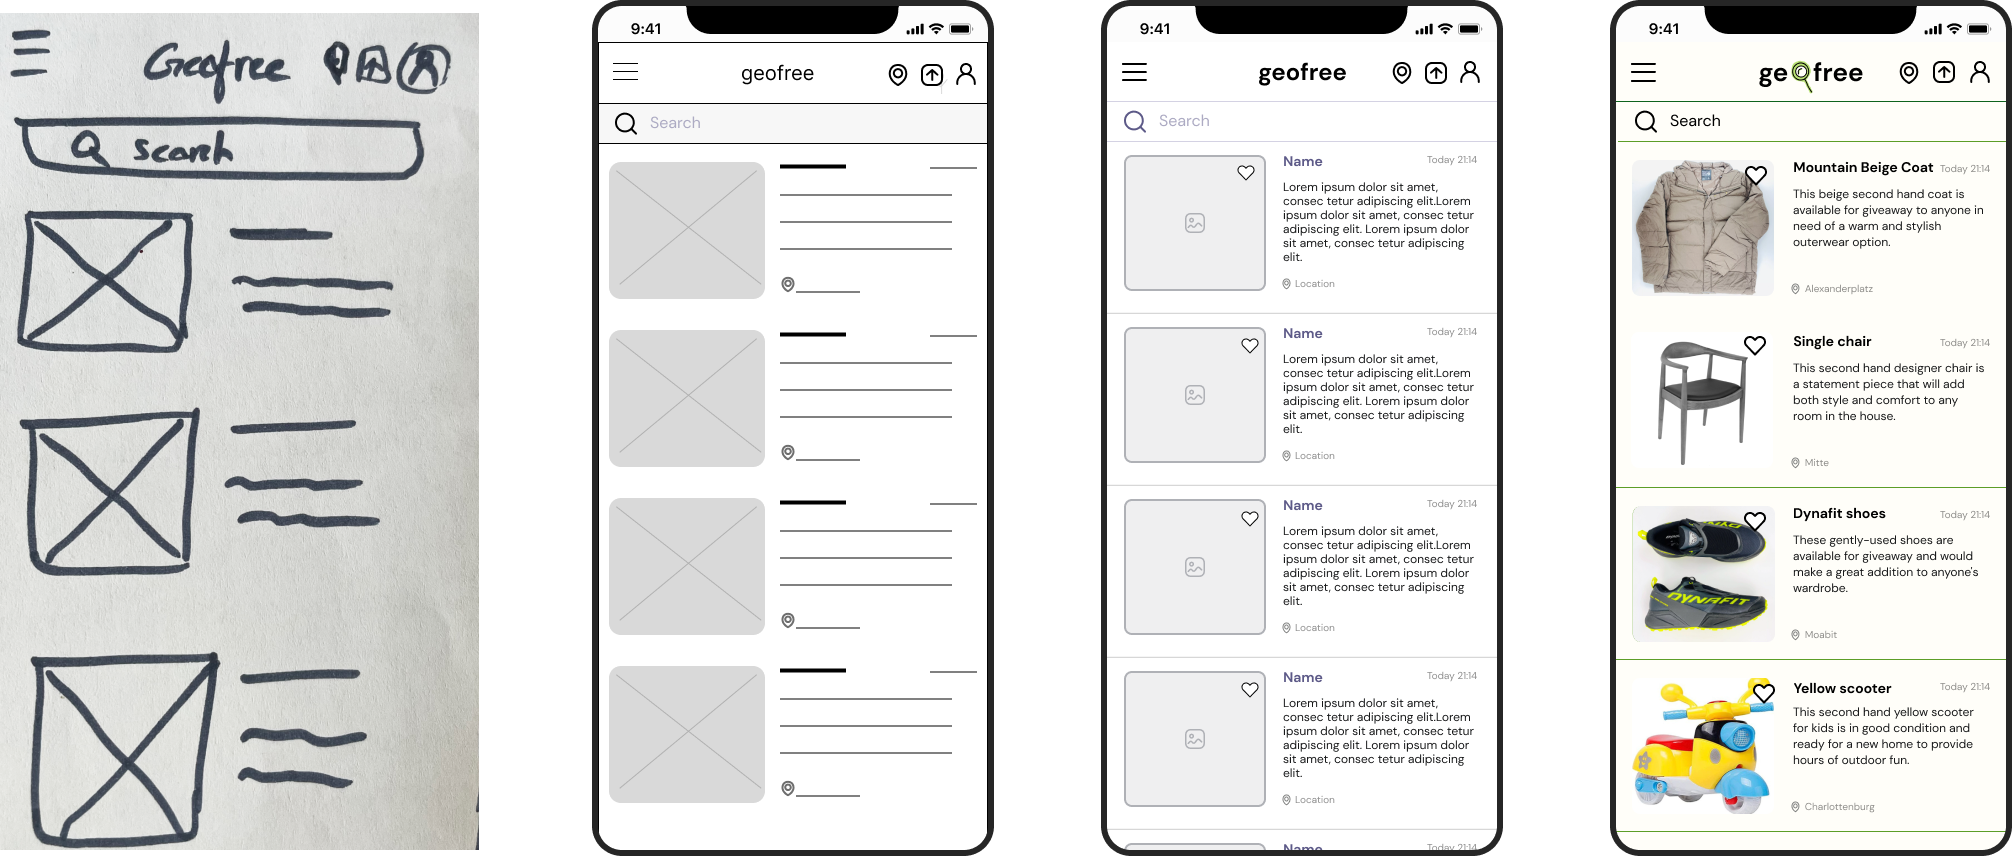 Geofree
search
9:41
geofree
Search
9:41
geofree
Search
Name
Today 21:14
Lorem ipsum dolor sit amet,
consec tetur adipiscing elit.Lorem
ipsum dolor sit amet, consec tetur
adipiscing elit. Lorem ipsum dolor
sit amet, consec tetur adipiscing
elit.
Location
Name
Today 21:14
Lorem ipsum dolor sit amet,
consec tetur adipiscing elit.Lorem
ipsum dolor sit amet, consec tetur
adipiscing elit. Lorem ipsum dolor
sit amet, consec tetur adipiscing
elit.
Location
Name
Today 21:14
Lorem ipsum dolor sit amet,
consec tetur adipiscing elit.Lorem
ipsum dolor sit amet, consec tetur
adipiscing elit. Lorem ipsum dolor
sit amet, consec tetur adipiscing
elit.
Location
Name
Today 21:14
Lorem ipsum dolor sit amet,
consec tetur adipiscing elit.Lorem
ipsum dolor sit amet, consec tetur
adipiscing elit. Lorem ipsum dolor
sit amet, consec tetur adipiscing
elit.
Location
Name
Today 21:14
9:41
geofree
Search
Mountain Beige Coat
Today 21:14
This beige second hand coat is
available for giveaway to anyone in
need of a warm and stylish
outerwear option.
Alexanderplatz
Single chair
Today 21:14
This second hand designer chair is
a statement piece that will add
both style and comfort to any
room in the house.
Mitte
Dynafit shoes
Today 21:14
These gently-used shoes are
available for giveaway and would
make a great addition to anyone's
wardrobe.
DYNAFIT
Moabit
Yellow scooter
Today 21:14
This second hand yellow scooter
for kids is in good condition and
ready for a new home to provide
hours of outdoor fun.
Charlottenburg